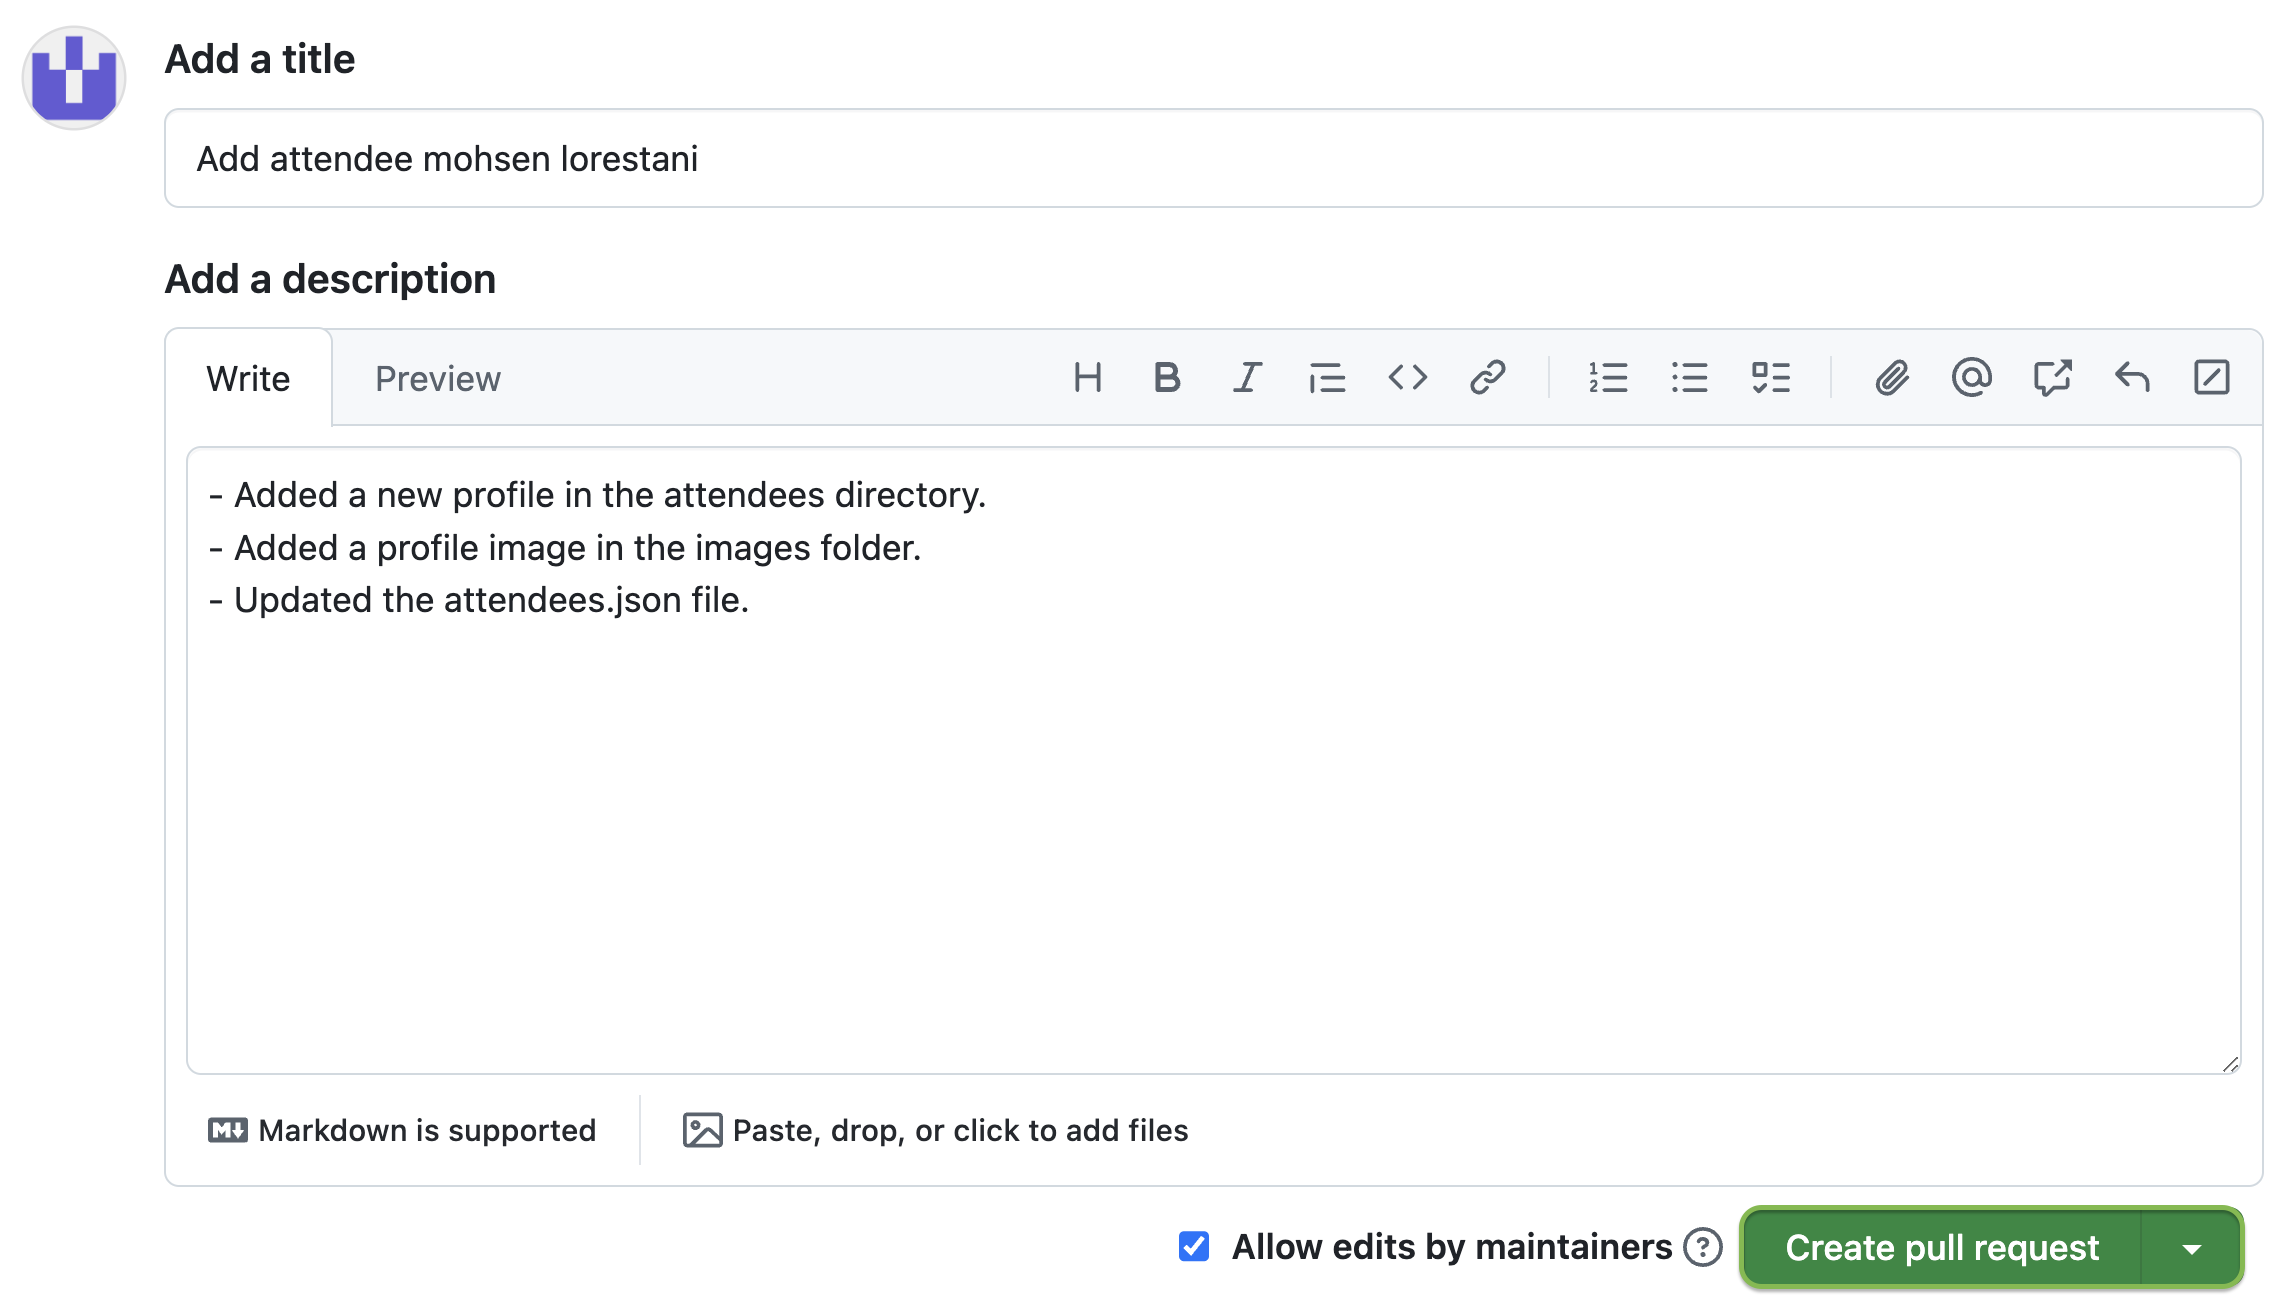 Add a title
Add attendee mohsen lorestani
Add a description
Write Preview
- Added a new profile in the attendees directory.
- Added a profile image in the images folder.
- Updated the attendees.json file.
Markdown is supported Paste, drop, or click to add files
Allow edits by maintainers Create pull request